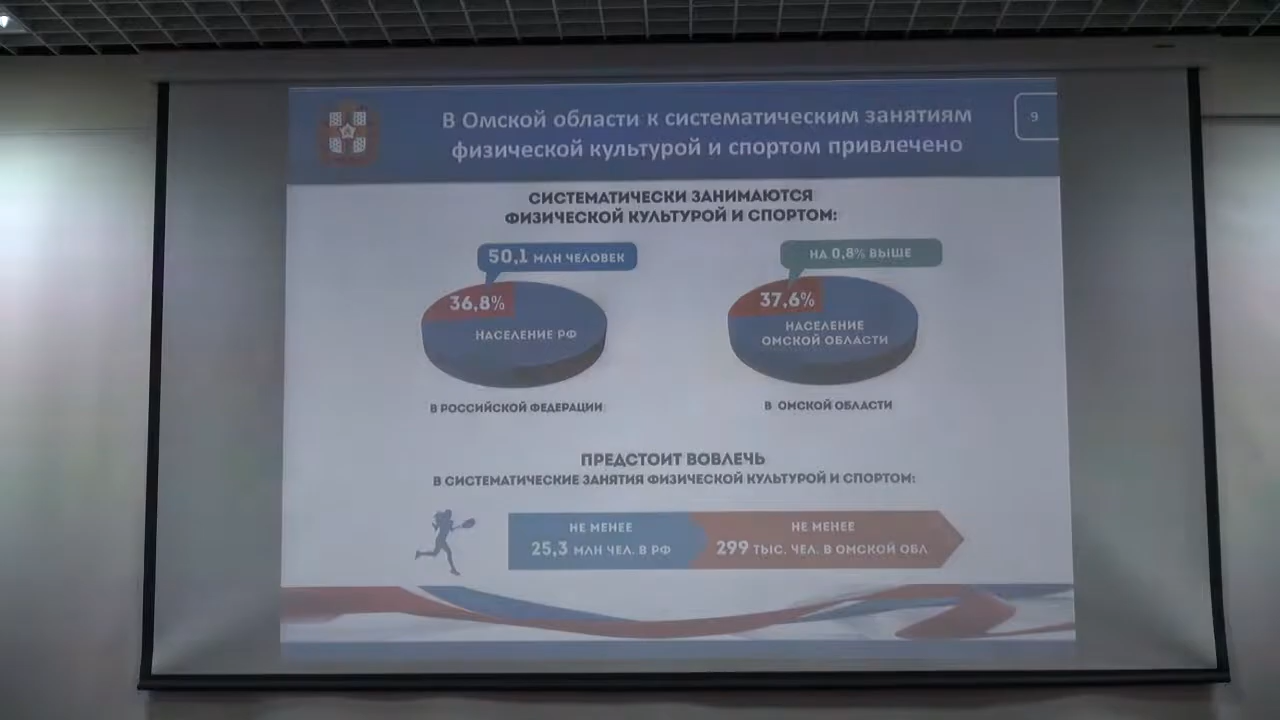 В Омской области к систематическим занятиям
физической культурой и спортом привлечено
9
СИСТЕМАТИЧЕСКИ ЗАНИМАЮТСЯ
ФИЗИЧЕСКОЙ КУЛЬТУРОЙ И СПОРТОМ:
50,1 МЛН ЧЕЛОВЕК
36,8%
НАСЕЛЕНИЕ РФ
В РОССИЙСКОЙ ФЕДЕРАЦИИ
НА 0,8% ВЫШЕ
37,6%
НАСЕЛЕНИЕ
ОМСКОЙ ОБЛАСТИ
В ОМСКОЙ ОБЛАСТИ
ПРЕДСТОИТ ВОВЛЕЧЬ
В СИСТЕМАТИЧЕСКИЕ ЗАНЯТИЯ ФИЗИЧЕСКОЙ КУЛЬТУРОЙ И СПОРТОМ:
НЕ МЕНЕЕ
25,3 МЛН ЧЕЛ. В РФ
НЕ МЕНЕЕ
299 ТЫС. ЧЕЛ. В ОМСКОЙ ОБЛ